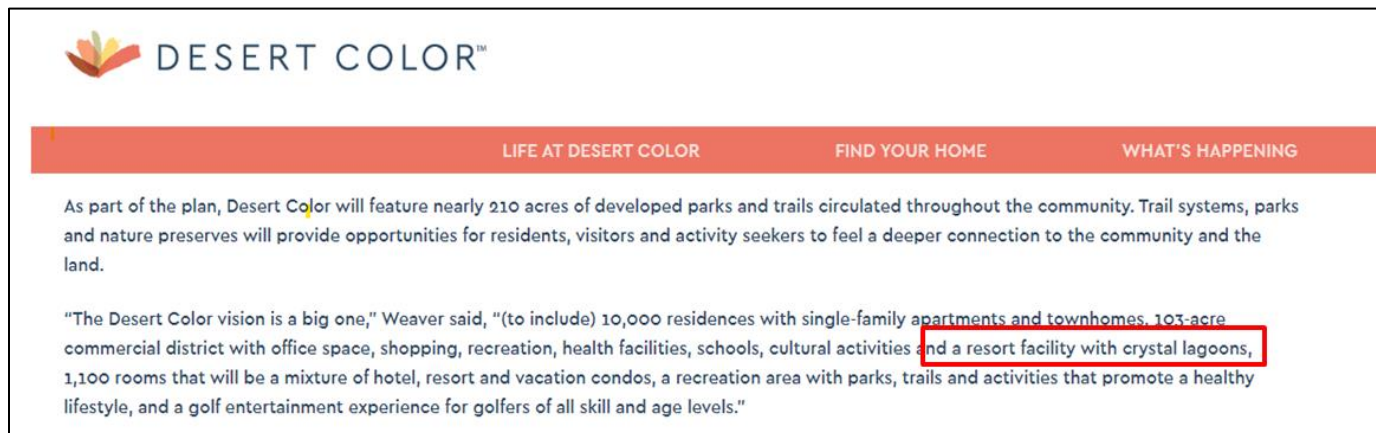 DESERT COLOR™
LIFE AT DESERT COLOR FIND YOUR HOME WHAT'S HAPPENING
As part of the plan, Desert Color will feature nearly 210 acres of developed parks and trails circulated throughout the community. Trail systems, parks
and nature preserves will provide opportunities for residents, visitors and activity seekers to feel a deeper connection to the community and the
land.
“The Desert Color vision is a big one,” Weaver said, “(to include) 10,000 residences with single-family apartments and townhomes, 103-acre
commercial district with office space, shopping, recreation, health facilities, schools, cultural activities and a resort facility with crystal lagoons,
1,100 rooms that will be a mixture of hotel, resort and vacation condos, a recreation area with parks, trails and activities that promote a healthy
lifestyle, and a golf entertainment experience for golfers of all skill and age levels.”